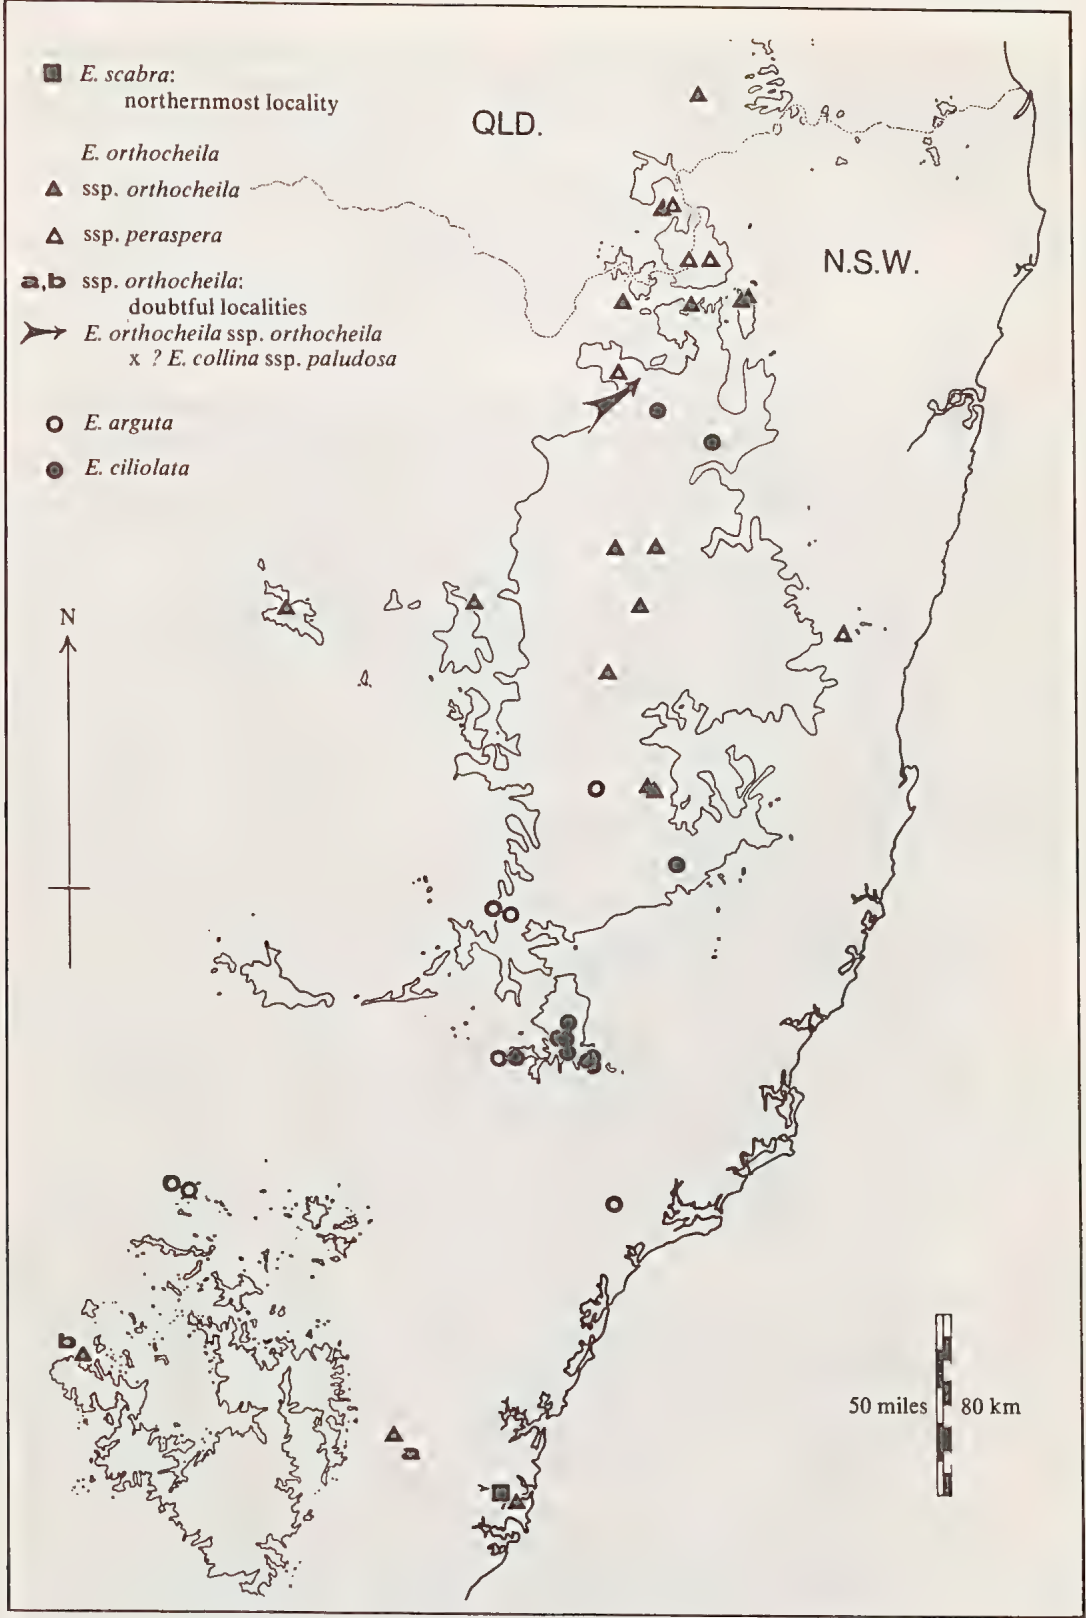 E. scabra:
northernmost locality
QLD.
E. orthocheila
ssp. orthocheila
ssp. peraspera
N.S.W.
a,b ssp. orthocheila:
doubtful localities
E. orthocheila ssp. orthocheila
x ? E. collina ssp. paludosa
E. arguta
E. ciliolata
N
b
50 miles 80 km
a